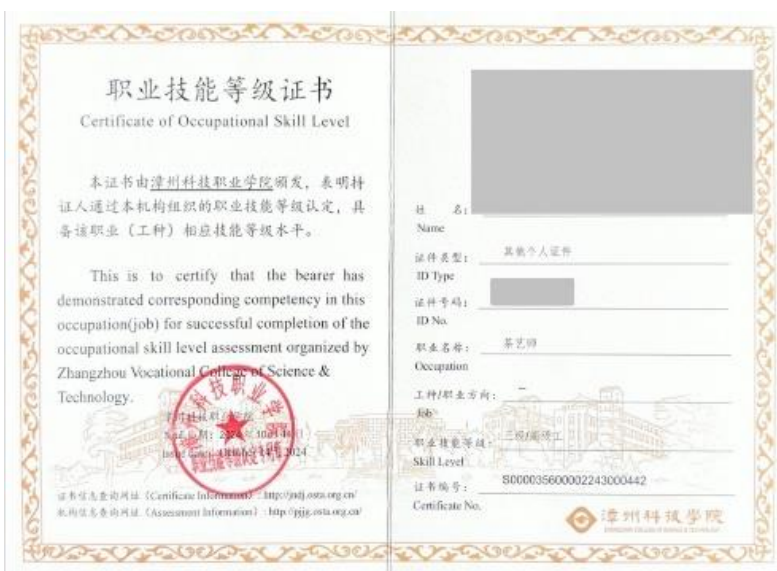 职业技能等级证书
Certificate of Occupational Skill Level
本证书由漳州科技职业学院颁发，表明持
证人通过本机构组织的职业技能等级认定，具
备该职业（工种）相应技能等级水平。
This is to certify that the bearer has
demonstrated corresponding competency in this
occupation(job) for successful completion of the
occupational skill level assessment organized by
Zhangzhou Vocational College of Science &
Technology.
证书信息查询网址（Certificate Information）: http://jndj.osta.org.cn/
机构信息查询网址（Assessment Information）: http://pjjg.osta.org.cn/
姓 名：
Name
证件类型： 其他个人证件
ID Type
证件号码：
ID No.
职业名称： 茶艺师
Occupation
工种/职业方向： —
Job
职业技能等级： 三级/高级工
Skill Level
证书编号： S000035600002243000442
Certificate No.
漳州科技学院